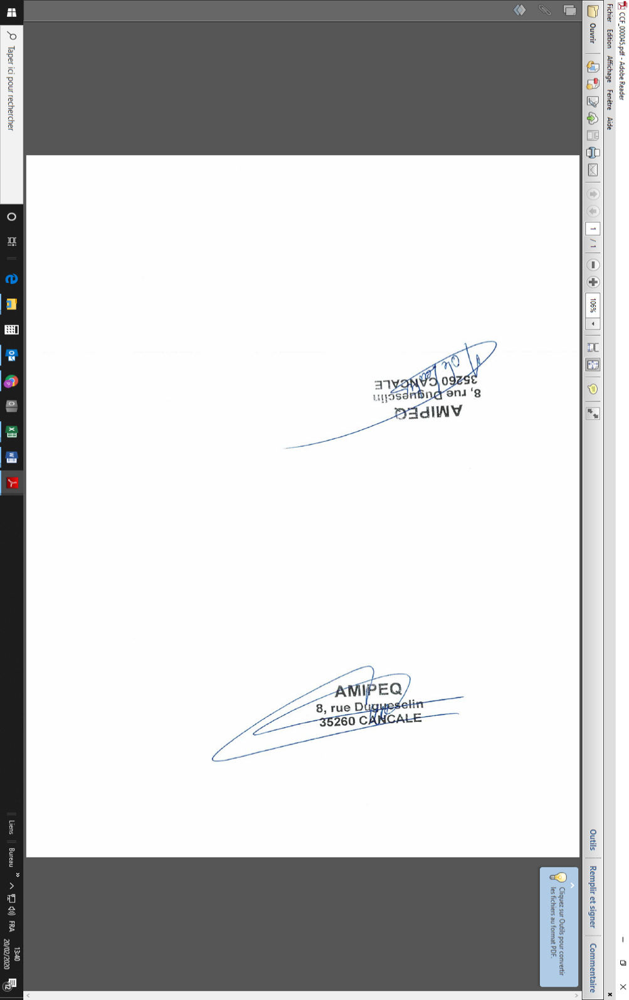 CCF_000045.pdf - Adobe Reader
Fichier Edition Affichage Fenêtre Aide
Ouvrir
1 / 1
106%
Outils
Remplir et signer
Commentaire
Cliquez sur Outils pour convertir
les fichiers au format PDF.
AMIPEQ
8, rue Duguesclin
35260 CANCALE
AMIPEQ
8, rue Duguesclin
35260 CANCALE
Taper ici pour rechercher
Liens
Bureau
FRA
13:40
20/02/2020
12